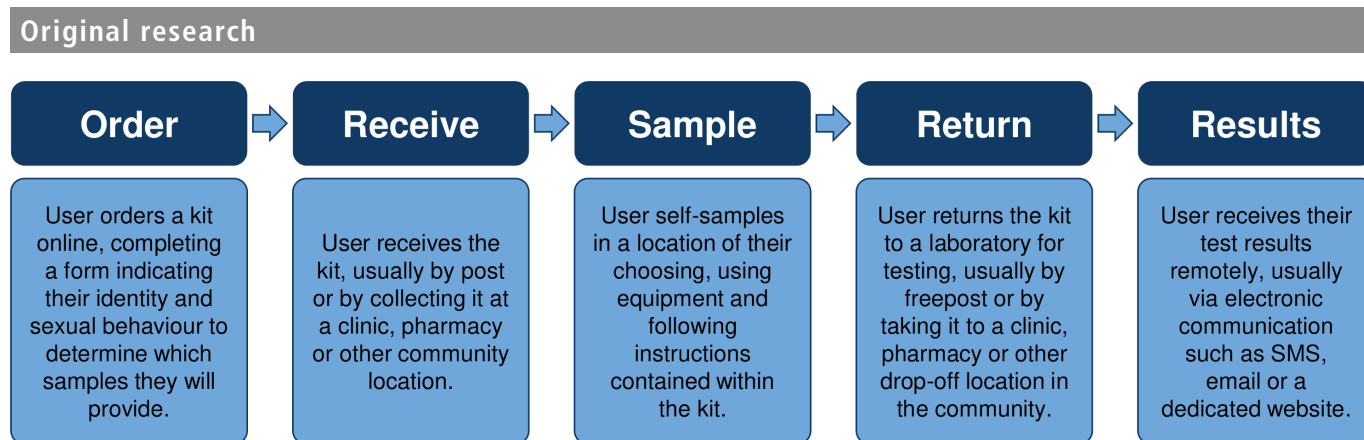 Original research
Order
Receive
Sample
Return
Results
User orders a kit
online, completing
a form indicating
their identity and
sexual behaviour to
determine which
samples they will
provide.
User receives the
kit, usually by post
or by collecting it at
a clinic, pharmacy
or other community
location.
User self-samples
in a location of their
choosing, using
equipment and
following
instructions
contained within
the kit.
User returns the kit
to a laboratory for
testing, usually by
freepost or by
taking it to a clinic,
pharmacy or other
drop-off location in
the community.
User receives their
test results
remotely, usually
via electronic
communication
such as SMS,
email or a
dedicated website.